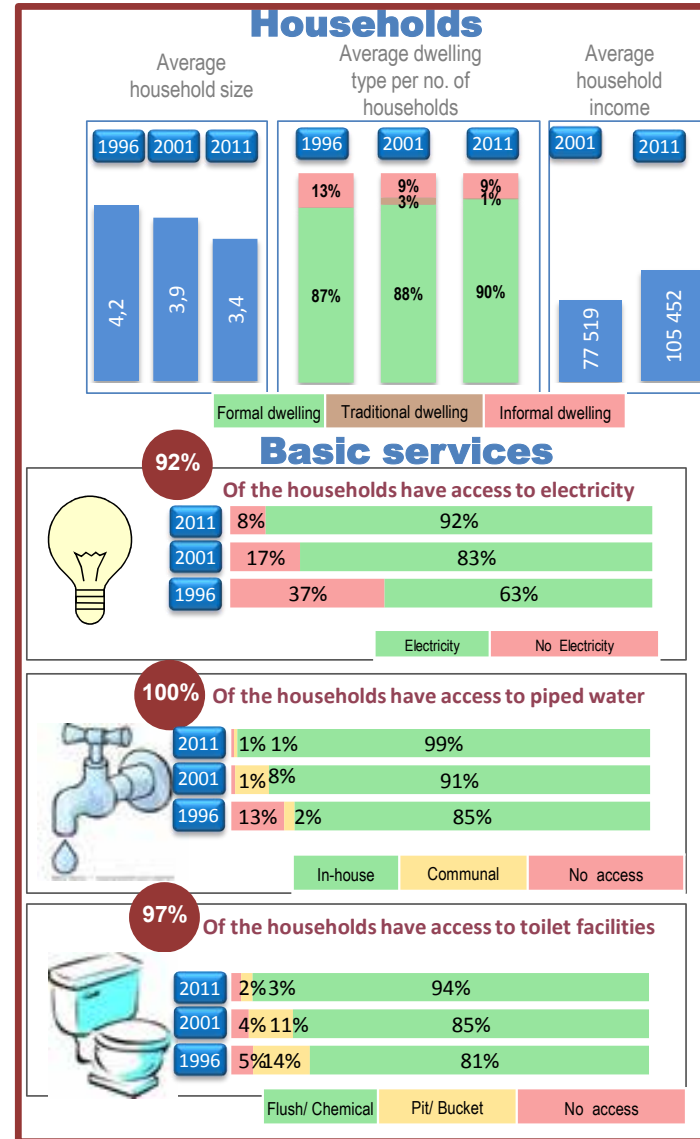 Households
Average
household size
Average dwelling
type per no. of
households
Average
household
income
1996 2001 2011
4,2 3,9 3,4
1996 2001 2011
13% 9% 9%
3% 1%
87% 88% 90%
2001 2011
77 519 105 452
Formal dwelling Traditional dwelling Informal dwelling
Basic services
92%
Of the households have access to electricity
2011 8% 92%
2001 17% 83%
1996 37% 63%
Electricity No Electricity
100% Of the households have access to piped water
2011 1% 1% 99%
2001 1% 8% 91%
1996 13% 2% 85%
In-house Communal No access
97%
Of the households have access to toilet facilities
2011 2% 3% 94%
2001 4% 11% 85%
1996 5% 14% 81%
Flush/ Chemical Pit/ Bucket No access